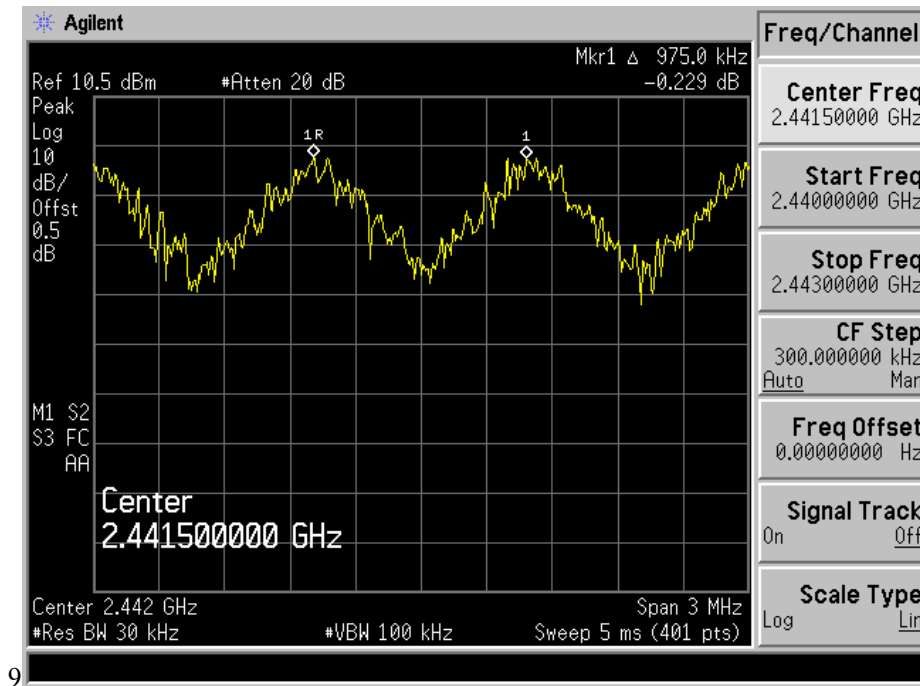 Agilent
Freq/Channel
Mkr1 Δ 975.0 kHz
Ref 10.5 dBm #Atten 20 dB -0.229 dB
Peak
Log
10
dB/
Offst
0.5
dB
1R
1
Center Freq
2.44150000 GHz
Start Freq
2.44000000 GHz
Stop Freq
2.44300000 GHz
CF Step
300.000000 kHz
Auto Man
Freq Offset
0.00000000 Hz
Signal Track
On Off
Scale Type
Log Lin
M1 S2
S3 FC
AA
Center
2.441500000 GHz
Center 2.442 GHz Span 3 MHz
#Res BW 30 kHz #VBW 100 kHz Sweep 5 ms (401 pts)
9